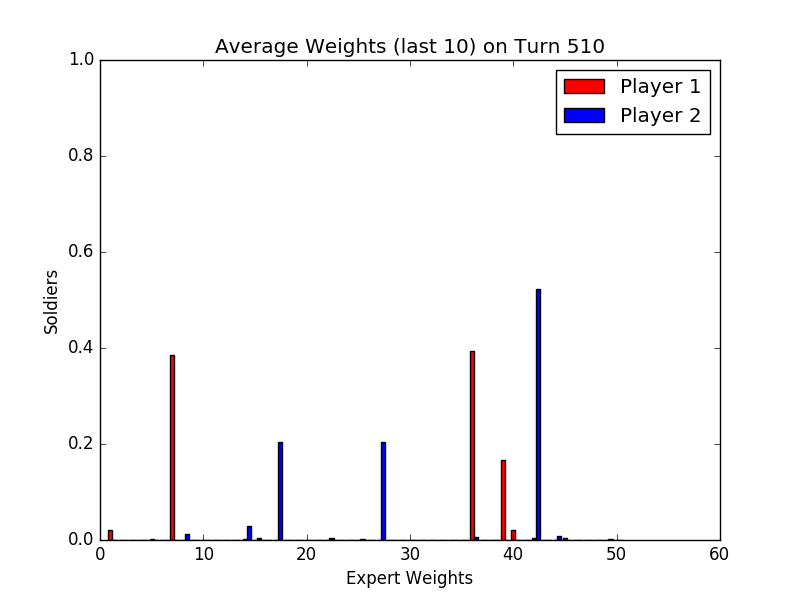 Average Weights (last 10) on Turn 510
1.0
Player 1
Player 2
0.8
0.6
Soldiers
0.4
0.2
0.0
0 10 20 30 40 50 60
Expert Weights